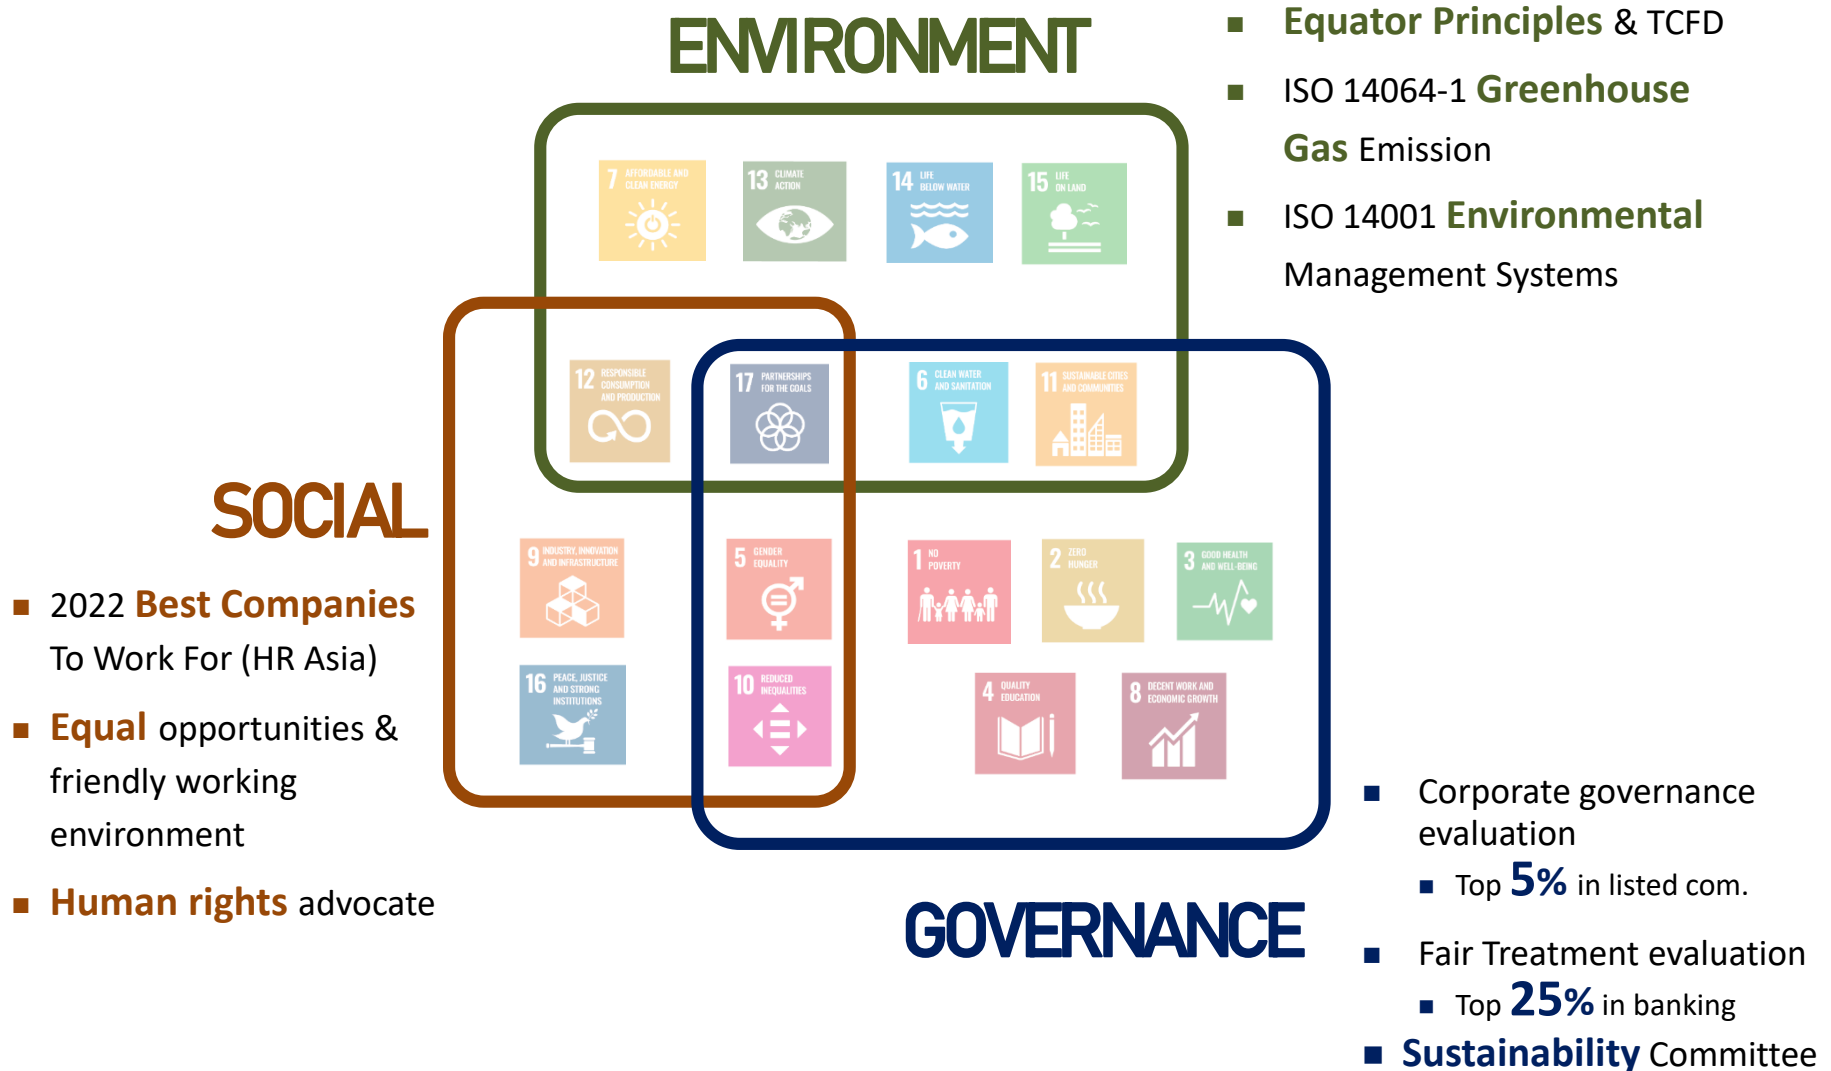 ENVIRONMENT
■ Equator Principles & TCFD
■ ISO 14064-1 Greenhouse
Gas Emission
■ ISO 14001 Environmental
Management Systems
7 AFFORDABLE AND
CLEAN ENERGY
13 CLIMATE
ACTION
14 LIFE
BELOW WATER
15 LIFE
ON LAND
12 RESPONSIBLE
CONSUMPTION
AND PRODUCTION
17 PARTNERSHIPS
FOR THE GOALS
6 CLEAN WATER
AND SANITATION
11 SUSTAINABLE CITIES
AND COMMUNITIES
SOCIAL
■ 2022 Best Companies
To Work For (HR Asia)
■ Equal opportunities &
friendly working
environment
■ Human rights advocate
9 INDUSTRY, INNOVATION
AND INFRASTRUCTURE
5 GENDER
EQUALITY
1 NO
POVERTY
2 ZERO
HUNGER
3 GOOD HEALTH
AND WELL-BEING
16 PEACE, JUSTICE
AND STRONG
INSTITUTIONS
10 REDUCED
INEQUALITIES
4 QUALITY
EDUCATION
8 DECENT WORK AND
ECONOMIC GROWTH
GOVERNANCE
■ Corporate governance
evaluation
■ Top 5% in listed com.
■ Fair Treatment evaluation
■ Top 25% in banking
■ Sustainability Committee